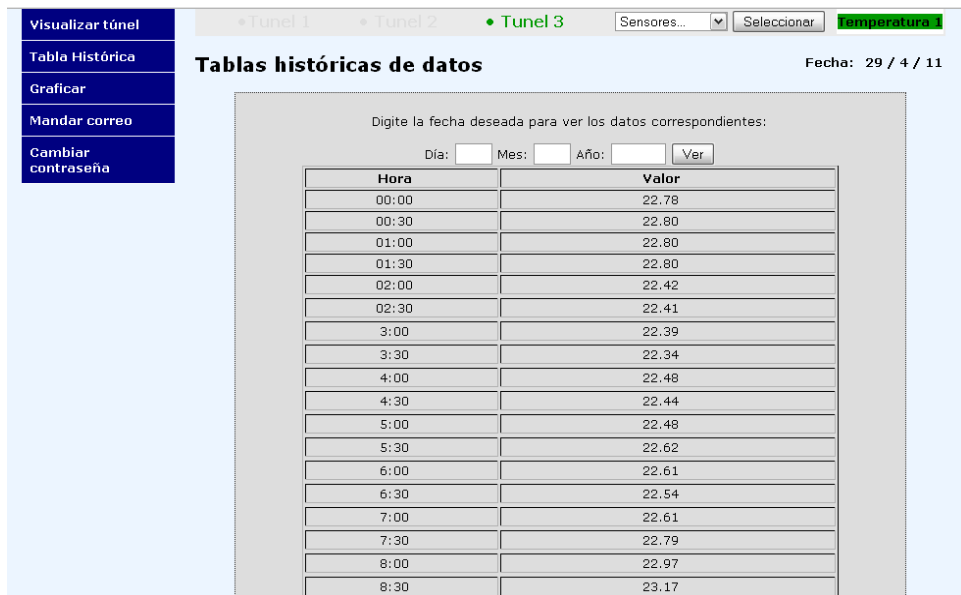 Visualizar túnel
Tabla Histórica
Graficar
Mandar correo
Cambiar
contraseña
•Tunel 1 • Tunel 2 • Tunel 3 Sensores... Seleccionar Temperatura 1
Tablas históricas de datos Fecha: 29 / 4 / 11
Digite la fecha deseada para ver los datos correspondientes:
Día: Mes: Año: Ver
Hora Valor
00:00 22.78
00:30 22.80
01:00 22.80
01:30 22.80
02:00 22.42
02:30 22.41
3:00 22.39
3:30 22.34
4:00 22.48
4:30 22.44
5:00 22.48
5:30 22.62
6:00 22.61
6:30 22.54
7:00 22.61
7:30 22.79
8:00 22.97
8:30 23.17